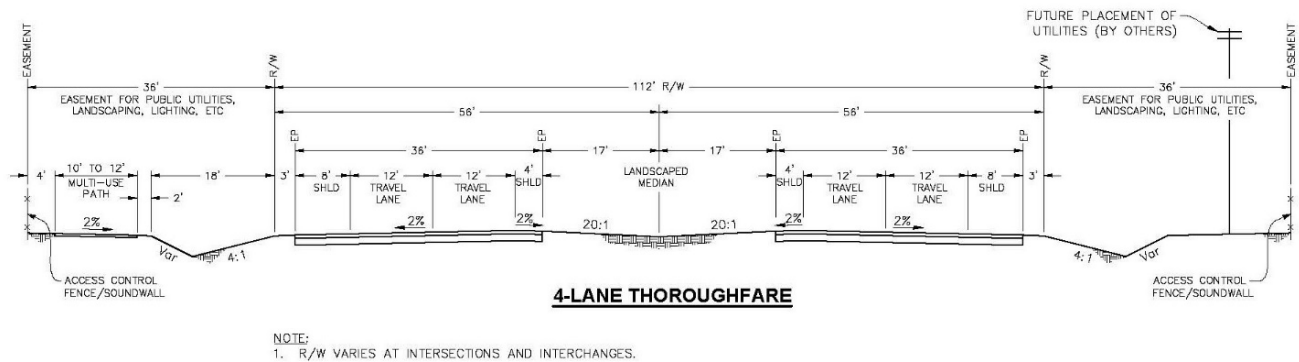 FUTURE PLACEMENT OF
UTILITIES (BY OTHERS)
EASEMENT
R/W
R/W
EASEMENT
36'
112' R/W
36'
EASEMENT FOR PUBLIC UTILITIES,
LANDSCAPING, LIGHTING, ETC
EASEMENT FOR PUBLIC UTILITIES,
LANDSCAPING, LIGHTING, ETC
56'
56'
EP
EP
EP
EP
36'
17'
17'
36'
4'
10' TO 12'
MULTI-USE
PATH
2'
18'
3'
8'
SHLD
12'
TRAVEL
LANE
12'
TRAVEL
LANE
4'
SHLD
LANDSCAPED
MEDIAN
4'
SHLD
12'
TRAVEL
LANE
12'
TRAVEL
LANE
8'
SHLD
3'
2%
2%
2%
20:1
20:1
2%
2%
Var
4:1
4:1
Var
ACCESS CONTROL
FENCE/SOUNDWALL
ACCESS CONTROL
FENCE/SOUNDWALL
4-LANE THOROUGHFARE
NOTE:
1. R/W VARIES AT INTERSECTIONS AND INTERCHANGES.